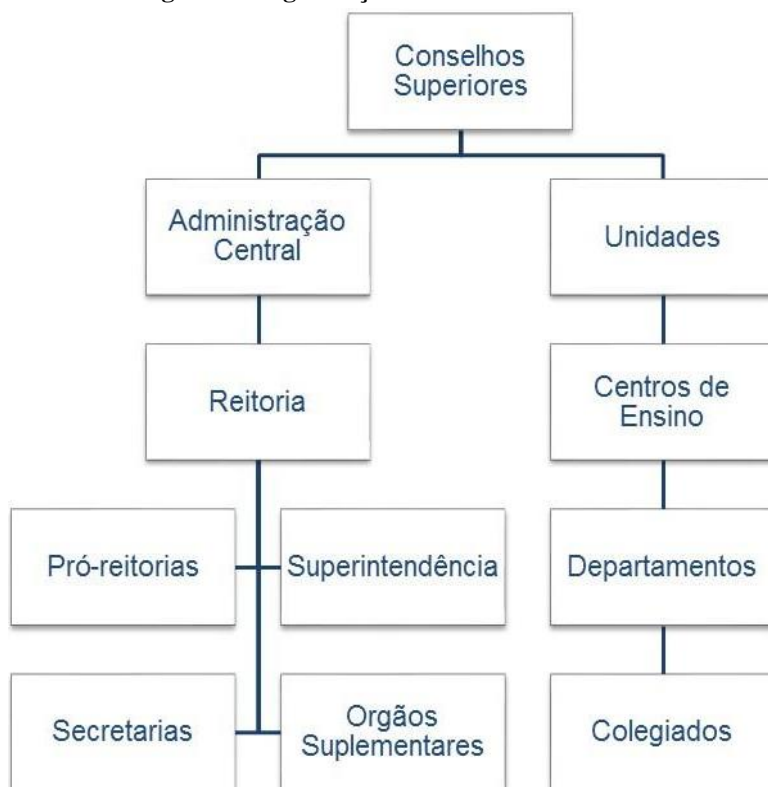 Conselhos
Superiores
Administração
Central
Unidades
Reitoria
Centros de
Ensino
Pró-reitorias
Superintendência
Departamentos
Secretarias
Orgãos
Suplementares
Colegiados